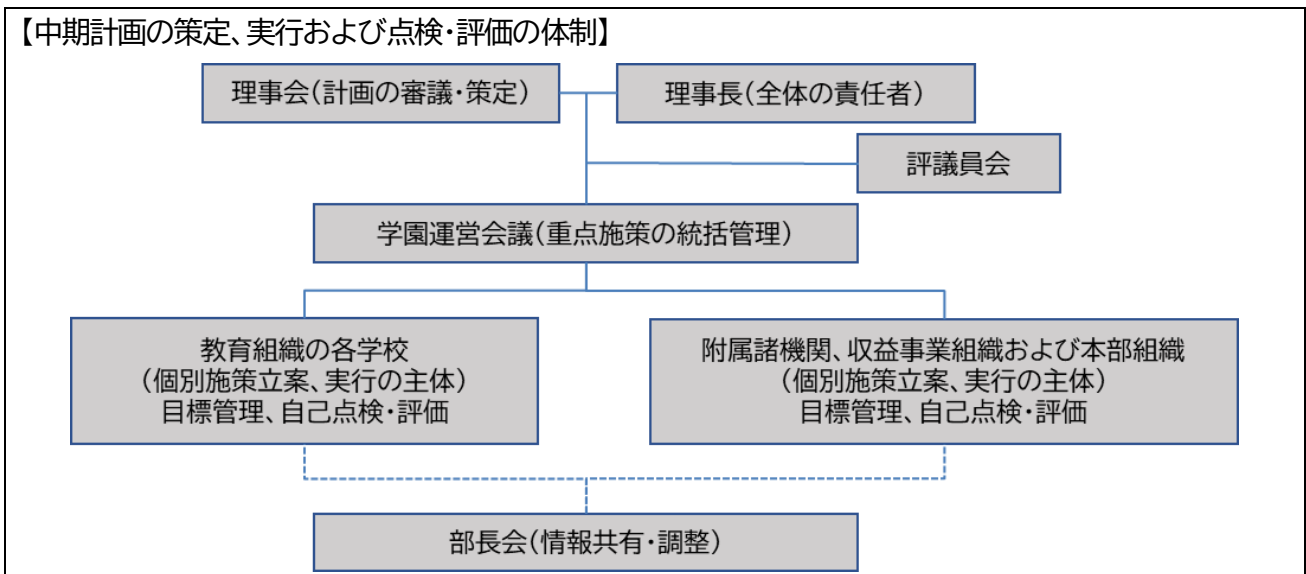 【中期計画の策定、実行および点検・評価の体制】
理事会(計画の審議・策定)
理事長(全体の責任者)
評議員会
学園運営会議(重点施策の統括管理)
教育組織の各学校
(個別施策立案、実行の主体)
目標管理、自己点検・評価
附属諸機関、収益事業組織および本部組織
(個別施策立案、実行の主体)
目標管理、自己点検・評価
部長会(情報共有・調整)